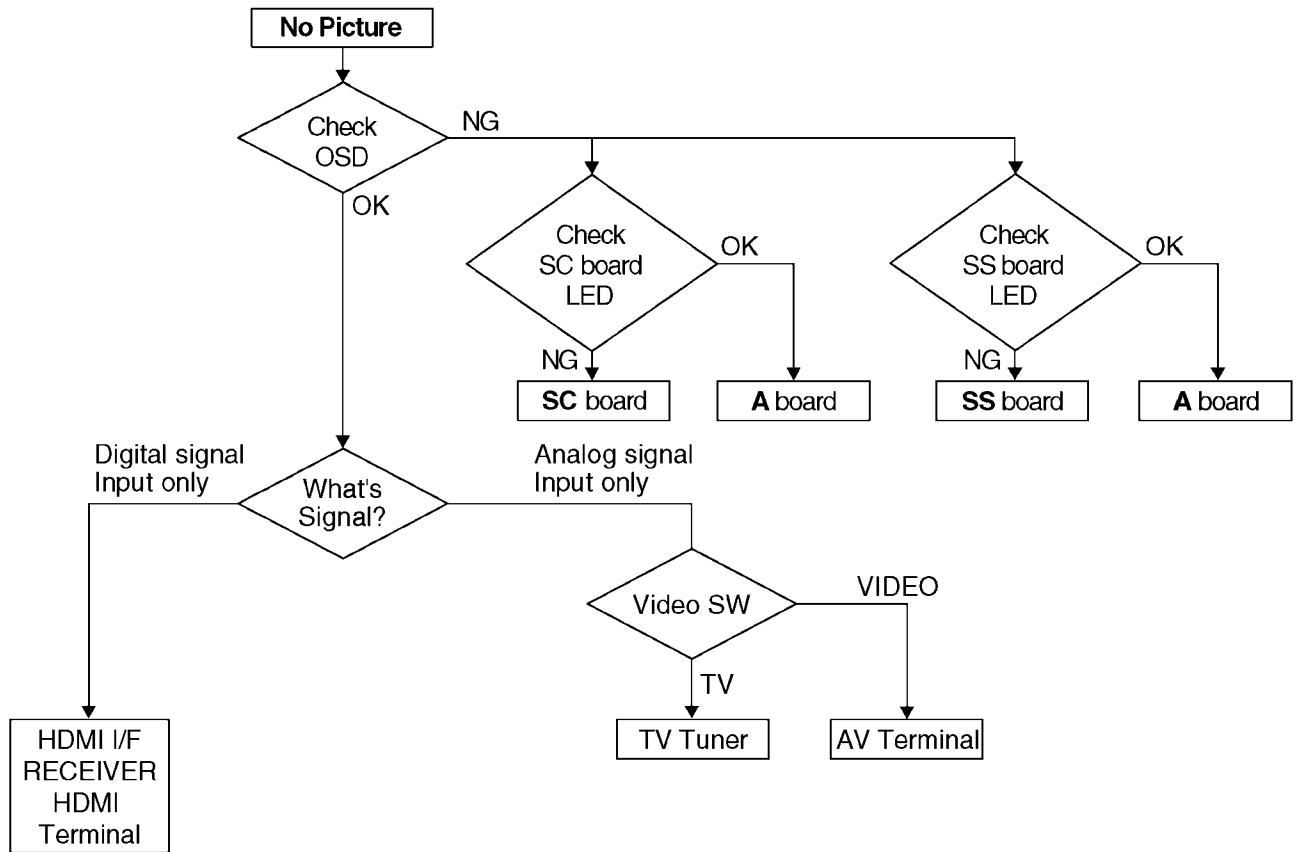 No Picture
Check
OSD
NG
OK
Check
SC board
LED
OK
NG
SC board
A board
Check
SS board
LED
OK
NG
SS board
A board
Digital signal
Input only
What's
Signal?
Analog signal
Input only
Video SW
VIDEO
TV
TV Tuner
AV Terminal
HDMI I/F
RECEIVER
HDMI
Terminal